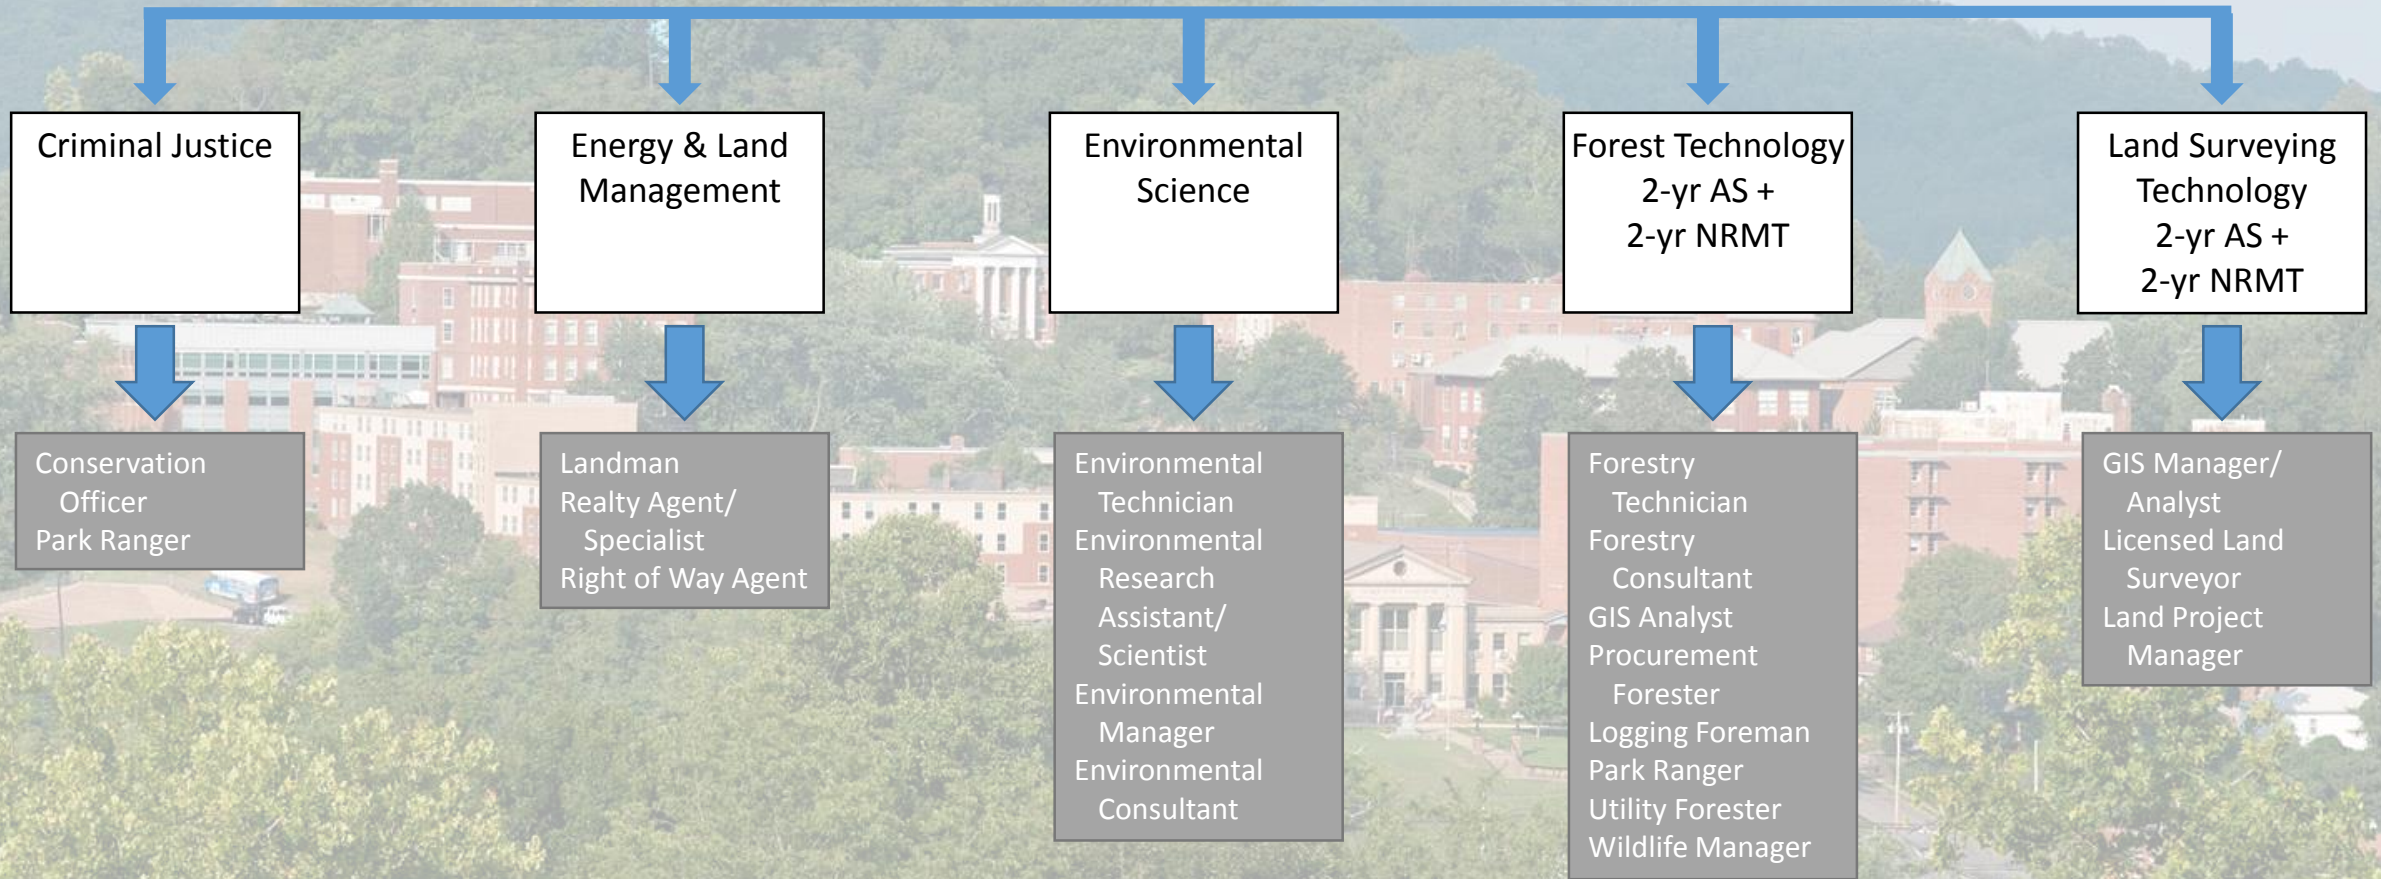 Criminal Justice
Energy & Land
Management
Environmental
Science
Forest Technology
2-yr AS +
2-yr NRMT
Land Surveying
Technology
2-yr AS +
2-yr NRMT
Conservation
Officer
Park Ranger
Landman
Realty Agent/
Specialist
Right of Way Agent
Environmental
Technician
Environmental
Research
Assistant/
Scientist
Environmental
Manager
Environmental
Consultant
Forestry
Technician
Forestry
Consultant
GIS Analyst
Procurement
Forester
Logging Foreman
Park Ranger
Utility Forester
Wildlife Manager
GIS Manager/
Analyst
Licensed Land
Surveyor
Land Project
Manager